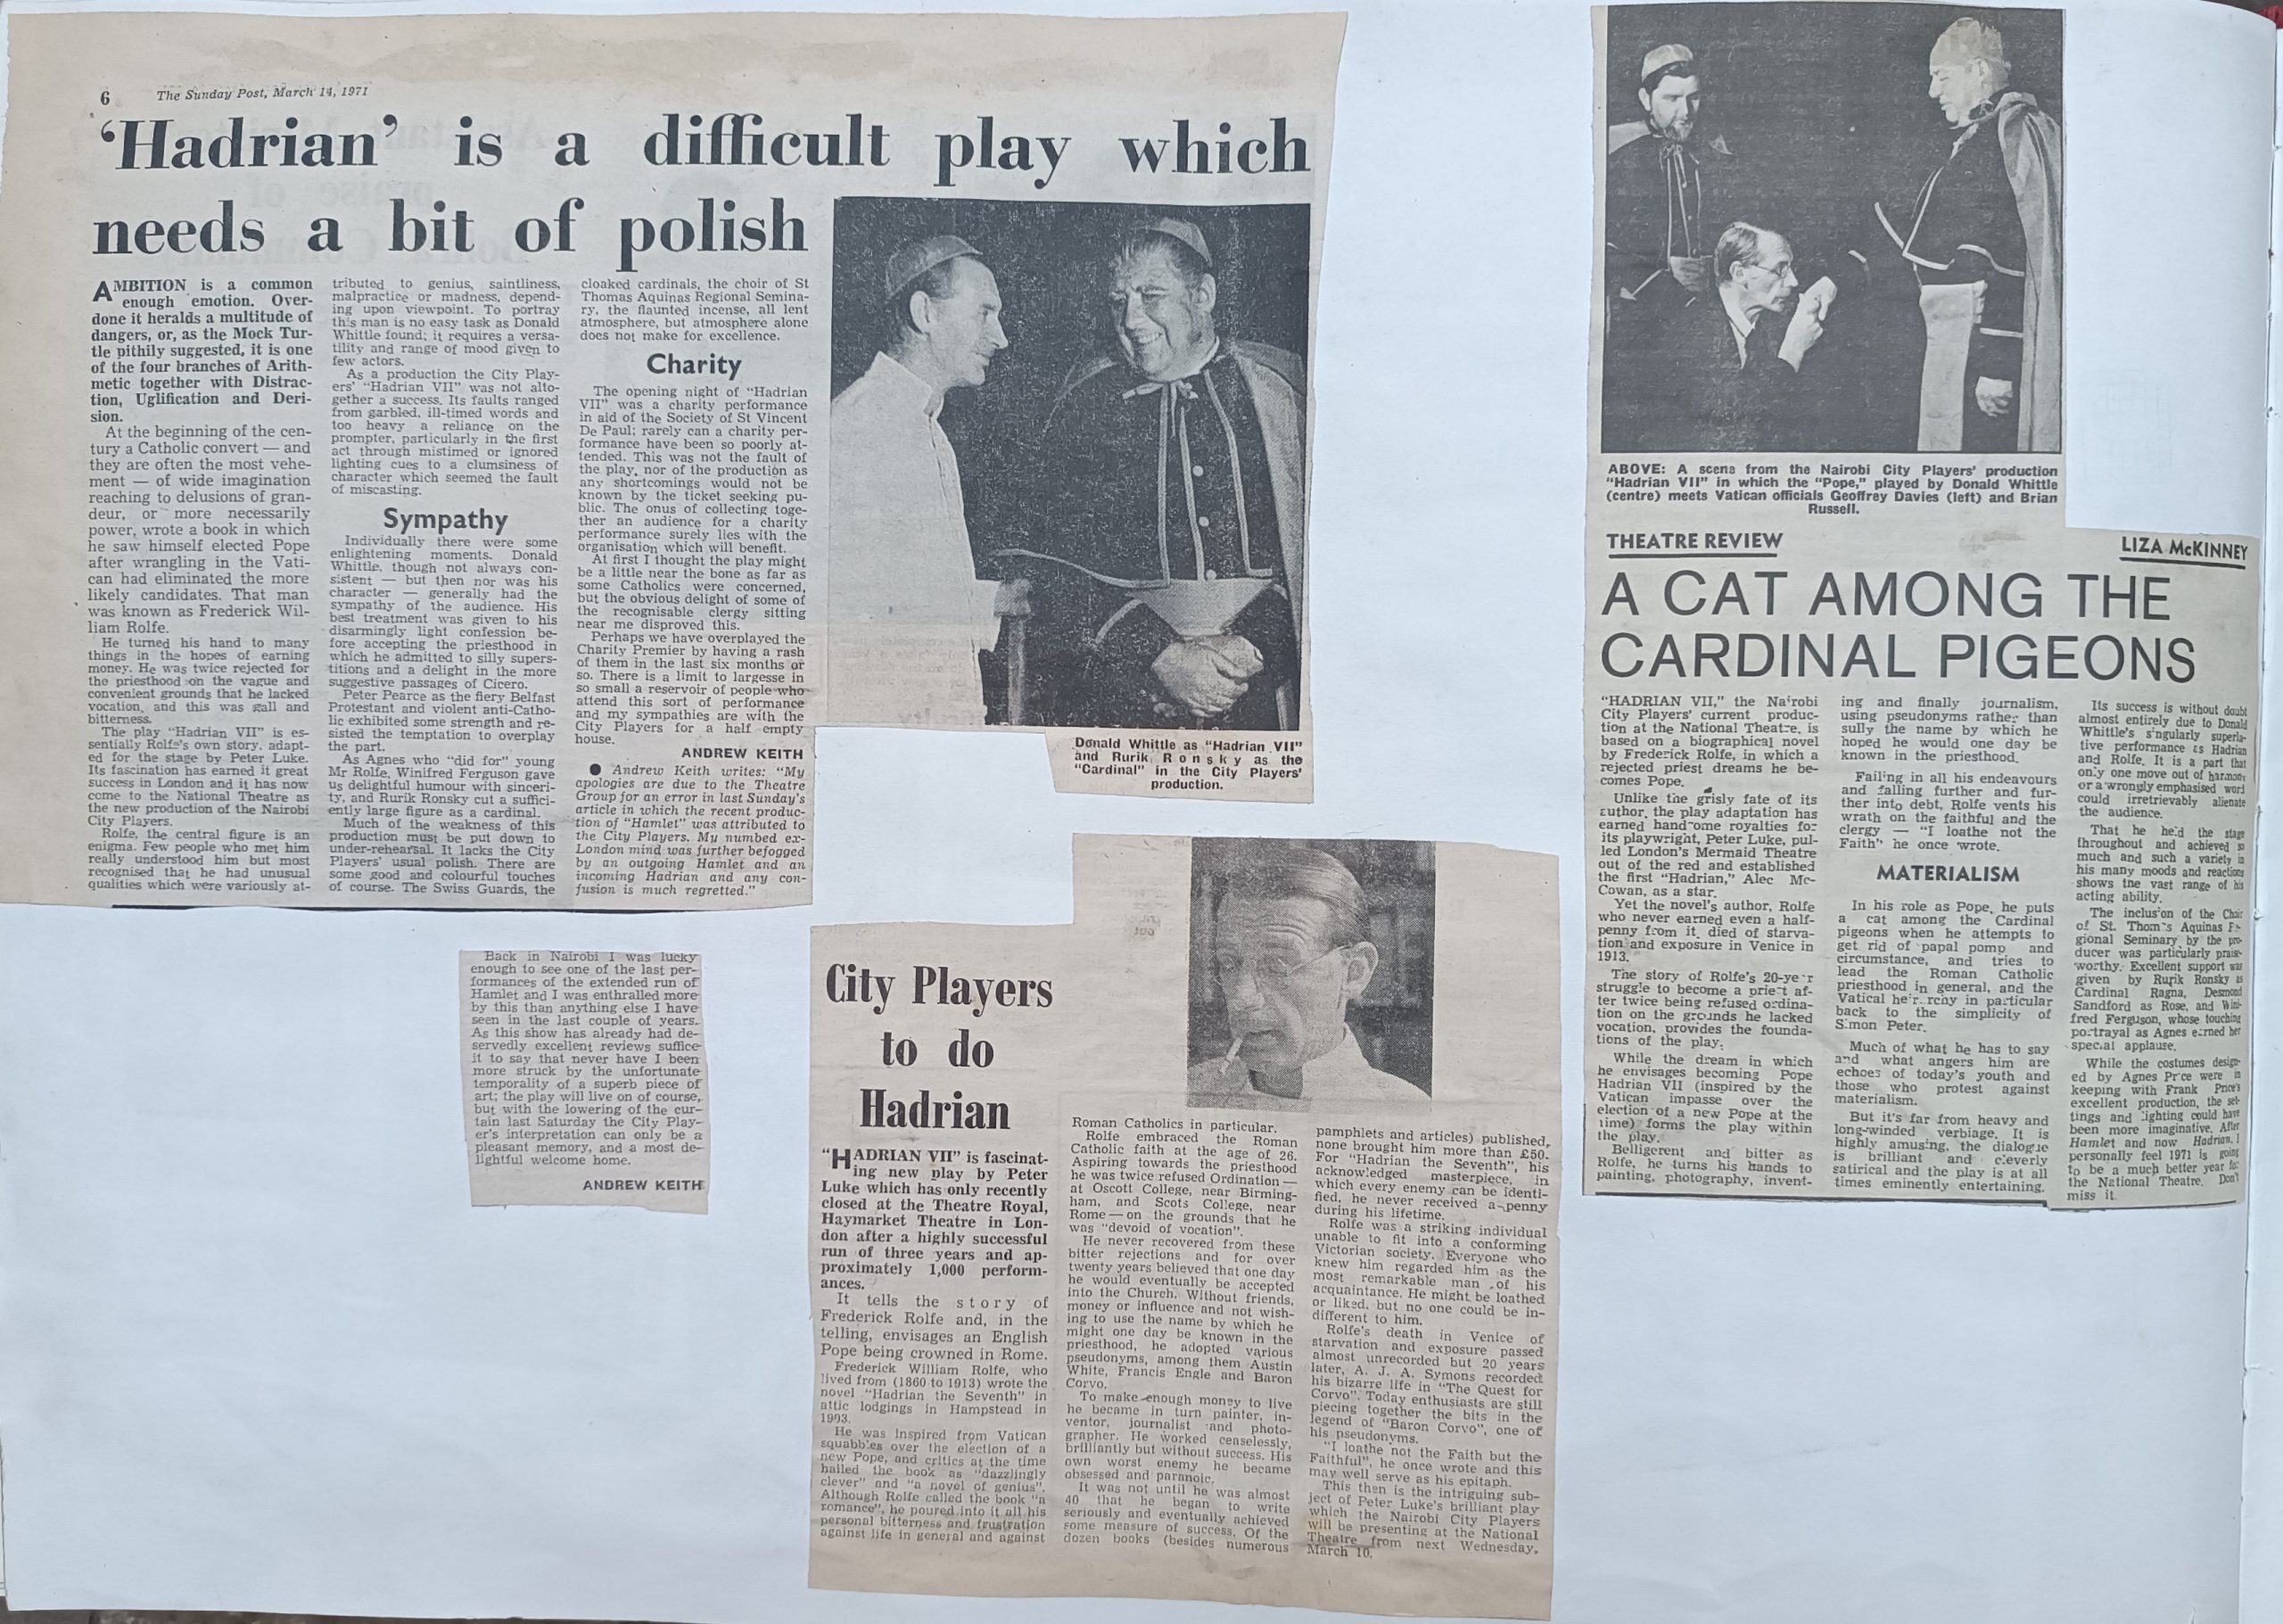 6 The Sunday Post, March 14, 1971
‘Hadrian’ is a difficult play which
needs a bit of polish
AMBITION is a common
enough emotion. Over-
done it heralds a multitude of
dangers, or, as the Mock Tur-
tle pithily suggested, it is one
of the four branches of Arith-
metic together with Distrac-
tion, Uglification and Deri-
sion.
At the beginning of the cen-
tury a Catholic convert — and
they are often the most vehe-
ment — of wide imagination
reaching to delusions of gran-
deur, or more necessarily
power, wrote a book in which
he saw himself elected Pope
after wrangling in the Vati-
can had eliminated the more
likely candidates. That man
was known as Frederick Wil-
liam Rolfe.
He turned his hand to many
things in the hopes of earning
money. He was twice rejected for
the priesthood on the vague and
convenient grounds that he lacked
vocation, and this was gall and
bitterness.
The play “Hadrian VII” is es-
sentially Rolfe's own story, adapt-
ed for the stage by Peter Luke.
Its fascination has earned it great
success in London and it has now
come to the National Theatre as
the new production of the Nairobi
City Players.
Rolfe, the central figure is an
enigma. Few people who met him
really understood him but most
recognised that he had unusual
qualities which were variously at-
tributed to genius, saintliness,
malpractice or madness, depend-
ing upon viewpoint. To portray
this man is no easy task as Donald
Whittle found; it requires a versa-
tility and range of mood given to
few actors.
As a production the City Play-
ers' “Hadrian VII” was not alto-
gether a success. Its faults ranged
from garbled, ill-timed words and
too heavy a reliance on the
prompter, particularly in the first
act through mistimed or ignored
lighting cues to a clumsiness of
character which seemed the fault
of miscasting.
Sympathy
Individually there were some
enlightening moments. Donald
Whittle, though not always con-
sistent — but then nor was his
character — generally had the
sympathy of the audience. His
best treatment was given to his
disarmingly light confession be-
fore accepting the priesthood in
which he admitted to silly supers-
titions and a delight in the more
suggestive passages of Cicero.
Peter Pearce as the fiery Belfast
Protestant and violent anti-Catho-
lic exhibited some strength and re-
sisted the temptation to overplay
the part.
As Agnes who “did for” young
Mr Rolfe, Winifred Ferguson gave
us delightful humour with sinceri-
ty, and Rurik Ronsky cut a suffici-
ently large figure as a cardinal.
Much of the weakness of this
production must be put down to
under-rehearsal. It lacks the City
Players' usual polish. There are
some good and colourful touches
of course. The Swiss Guards, the
cloaked cardinals, the choir of St
Thomas Aquinas Regional Semina-
ry, the flaunted incense, all lent
atmosphere, but atmosphere alone
does not make for excellence.
Charity
The opening night of “Hadrian
VII” was a charity performance
in aid of the Society of St Vincent
De Paul; rarely can a charity per-
formance have been so poorly at-
tended. This was not the fault of
the play, nor of the production as
any shortcomings would not be
known by the ticket seeking pu-
blic. The onus of collecting toge-
ther an audience for a charity
performance surely lies with the
organisation which will benefit.
At first I thought the play might
be a little near the bone as far as
some Catholics were concerned,
but the obvious delight of some of
the recognisable clergy sitting
near me disproved this.
Perhaps we have overplayed the
Charity Premier by having a rash
of them in the last six months or
so. There is a limit to largesse in
so small a reservoir of people who
attend this sort of performance
and my sympathies are with the
City Players for a half empty
house.
ANDREW KEITH
● Andrew Keith writes: “My
apologies are due to the Theatre
Group for an error in last Sunday's
article in which the recent produc-
tion of “Hamlet” was attributed to
the City Players. My numbed ex-
London mind was further befogged
by an outgoing Hamlet and an
incoming Hadrian and any con-
fusion is much regretted.”
Donald Whittle as “Hadrian VII”
and Rurik Ronsky as the
“Cardinal” in the City Players'
production.
Back in Nairobi I was lucky
enough to see one of the last per-
formances of the extended run of
Hamlet and I was enthralled more
by this than anything else I have
seen in the last couple of years.
As this show has already had de-
servedly excellent reviews suffice
it to say that never have I been
more struck by the unfortunate
temporality of a superb piece of
art; the play will live on of course,
but with the lowering of the cur-
tain last Saturday the City Play-
er's interpretation can only be a
pleasant memory, and a most de-
lightful welcome home.
ANDREW KEITH
City Players
to do
Hadrian
“HADRIAN VII” is fascinat-
ing new play by Peter
Luke which has only recently
closed at the Theatre Royal,
Haymarket Theatre in Lon-
don after a highly successful
run of three years and ap-
proximately 1,000 perform-
ances.
It tells the story of
Frederick Rolfe and, in the
telling, envisages an English
Pope being crowned in Rome.
Frederick William Rolfe, who
lived from (1860 to 1913) wrote the
novel “Hadrian the Seventh” in
attic lodgings in Hampstead in
1903.
He was inspired from Vatican
squabbles over the election of a
new Pope, and critics at the time
hailed the book as “dazzlingly
clever” and “a novel of genius”.
Although Rolfe called the book “a
romance”, he poured into it all his
personal bitterness and frustration
against life in general and against
Roman Catholics in particular.
Rolfe embraced the Roman
Catholic faith at the age of 26.
Aspiring towards the priesthood
he was twice refused Ordination —
at Oscott College, near Birming-
ham, and Scots College, near
Rome — on the grounds that he
was “devoid of vocation”.
He never recovered from these
bitter rejections and for over
twenty years believed that one day
he would eventually be accepted
into the Church. Without friends,
money or influence and not wish-
ing to use the name by which he
might one day be known in the
priesthood, he adopted various
pseudonyms, among them Austin
White, Francis Engle and Baron
Corvo.
To make enough money to live
he became in turn painter, in-
ventor, journalist and photo-
grapher. He worked ceaselessly,
brilliantly but without success. His
own worst enemy he became
obsessed and paranoic.
It was not until he was almost
40 that he began to write
seriously and eventually achieved
some measure of success. Of the
dozen books (besides numerous
pamphlets and articles) published,
none brought him more than £50.
For “Hadrian the Seventh”, his
acknowledged masterpiece, in
which every enemy can be identi-
fied, he never received a penny
during his lifetime.
Rolfe was a striking individual
unable to fit into a conforming
Victorian society. Everyone who
knew him regarded him as the
most remarkable man of his
acquaintance. He might be loathed
or liked, but no one could be in-
different to him.
Rolfe's death in Venice of
starvation and exposure passed
almost unrecorded but 20 years
later, A. J. A. Symons recorded
his bizarre life in “The Quest for
Corvo”. Today enthusiasts are still
piecing together the bits in the
legend of “Baron Corvo”, one of
his pseudonyms.
“I loathe not the Faith but the
Faithful”, he once wrote and this
may well serve as his epitaph.
This then is the intriguing sub-
ject of Peter Luke's brilliant play
which the Nairobi City Players
will be presenting at the National
Theatre from next Wednesday,
March 10.
ABOVE: A scene from the Nairobi City Players' production
“Hadrian VII” in which the “Pope,” played by Donald Whittle
(centre) meets Vatican officials Geoffrey Davies (left) and Brian
Russell.
THEATRE REVIEW
LIZA McKINNEY
A CAT AMONG THE
CARDINAL PIGEONS
“HADRIAN VII,” the Nairobi
City Players' current produc-
tion at the National Theatre, is
based on a biographical novel
by Frederic Rolfe, in which a
rejected priest dreams he be-
comes Pope.
Unlike the grisly fate of its
author, the play adaptation has
earned handsome royalties for
its playwright, Peter Luke, pul-
led London's Mermaid Theatre
out of the red and established
the first “Hadrian,” Alec Mc-
Cowan, as a star.
Yet the novel's author, Rolfe
who never earned even a half-
penny from it, died of starva-
tion and exposure in Venice in
1913.
The story of Rolfe's 20-year
struggle to become a priest af-
ter twice being refused ordina-
tion on the grounds he lacked
vocation, provides the founda-
tions of the play.
While the dream in which
he envisages becoming Pope
Hadrian VII (inspired by the
Vatican impasse over the
election of a new Pope at the
time) forms the play within
the play.
Belligerent and bitter as
Rolfe, he turns his hands to
painting, photography, invent-
ing and finally journalism,
using pseudonyms rather than
sully the name by which he
hoped he would one day be
known in the priesthood.
Failing in all his endeavours
and falling further and fur-
ther into debt, Rolfe vents his
wrath on the faithful and the
clergy — “I loathe not the
Faith” he once wrote.
MATERIALISM
In his role as Pope, he puts
a cat among the Cardinal
pigeons when he attempts to
get rid of papal pomp and
circumstance, and tries to
lead the Roman Catholic
priesthood in general, and the
Vatical heirarchy in particular
back to the simplicity of
Simon Peter.
Much of what he has to say
and what angers him are
echoes of today's youth and
those who protest against
materialism.
But it's far from heavy and
long-winded verbiage. It is
highly amusing, the dialogue
is brilliant and cleverly
satirical and the play is at all
times eminently entertaining.
Its success is without doubt
almost entirely due to Donald
Whittle's singularly superla-
tive performance as Hadrian
and Rolfe. It is a part that
only one move out of harmony
or a wrongly emphasised word
could irretrievably alienate
the audience.
That he held the stage
throughout and achieved so
much and such a variety in
his many moods and reactions
shows the vast range of his
acting ability.
The inclusion of the Choir
of St. Thomas Aquinas Re-
gional Seminary by the pro-
ducer was particularly praise-
worthy. Excellent support was
given by Rurik Ronsky as
Cardinal Ragna, Desmond
Sandford as Rose, and Wini-
fred Ferguson, whose touching
portrayal as Agnes earned her
special applause.
While the costumes design-
ed by Agnes Price were in
keeping with Frank Price's
excellent production, the set-
tings and lighting could have
been more imaginative. After
Hamlet and now Hadrian, I
personally feel 1971 is going
to be a much better year for
the National Theatre. Don't
miss it.